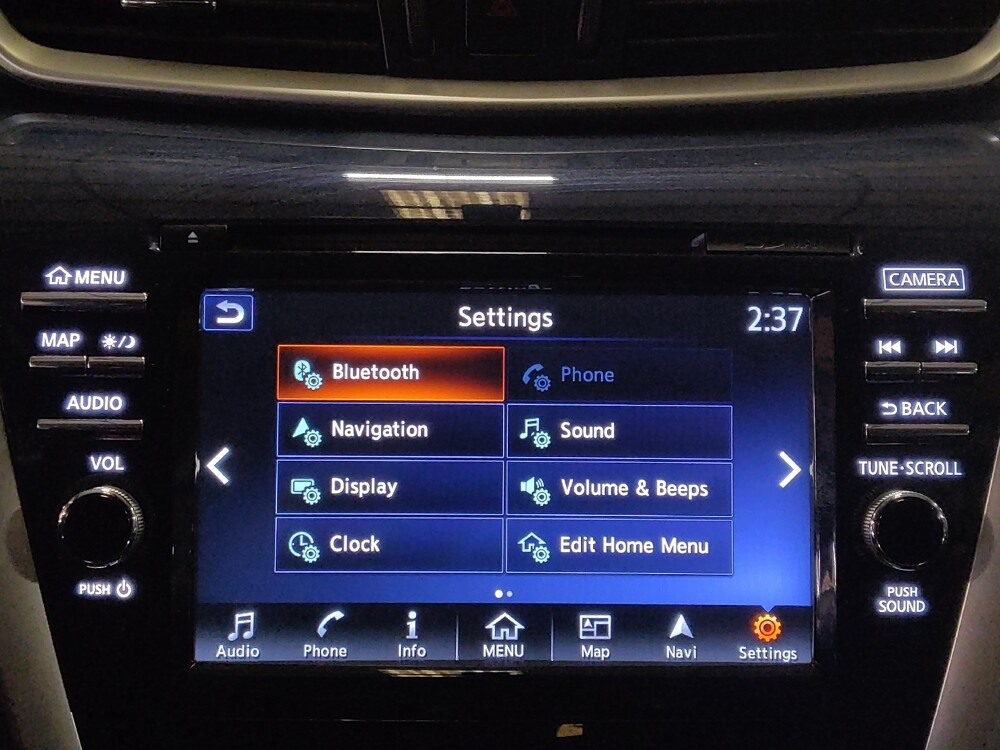 MENU
CAMERA
MAP
AUDIO
BACK
VOL
TUNE·SCROLL
PUSH
PUSH
SOUND
Settings
2:37
Bluetooth
Phone
Navigation
Sound
Display
Volume & Beeps
Clock
Edit Home Menu
Audio
Phone
Info
MENU
Map
Navi
Settings